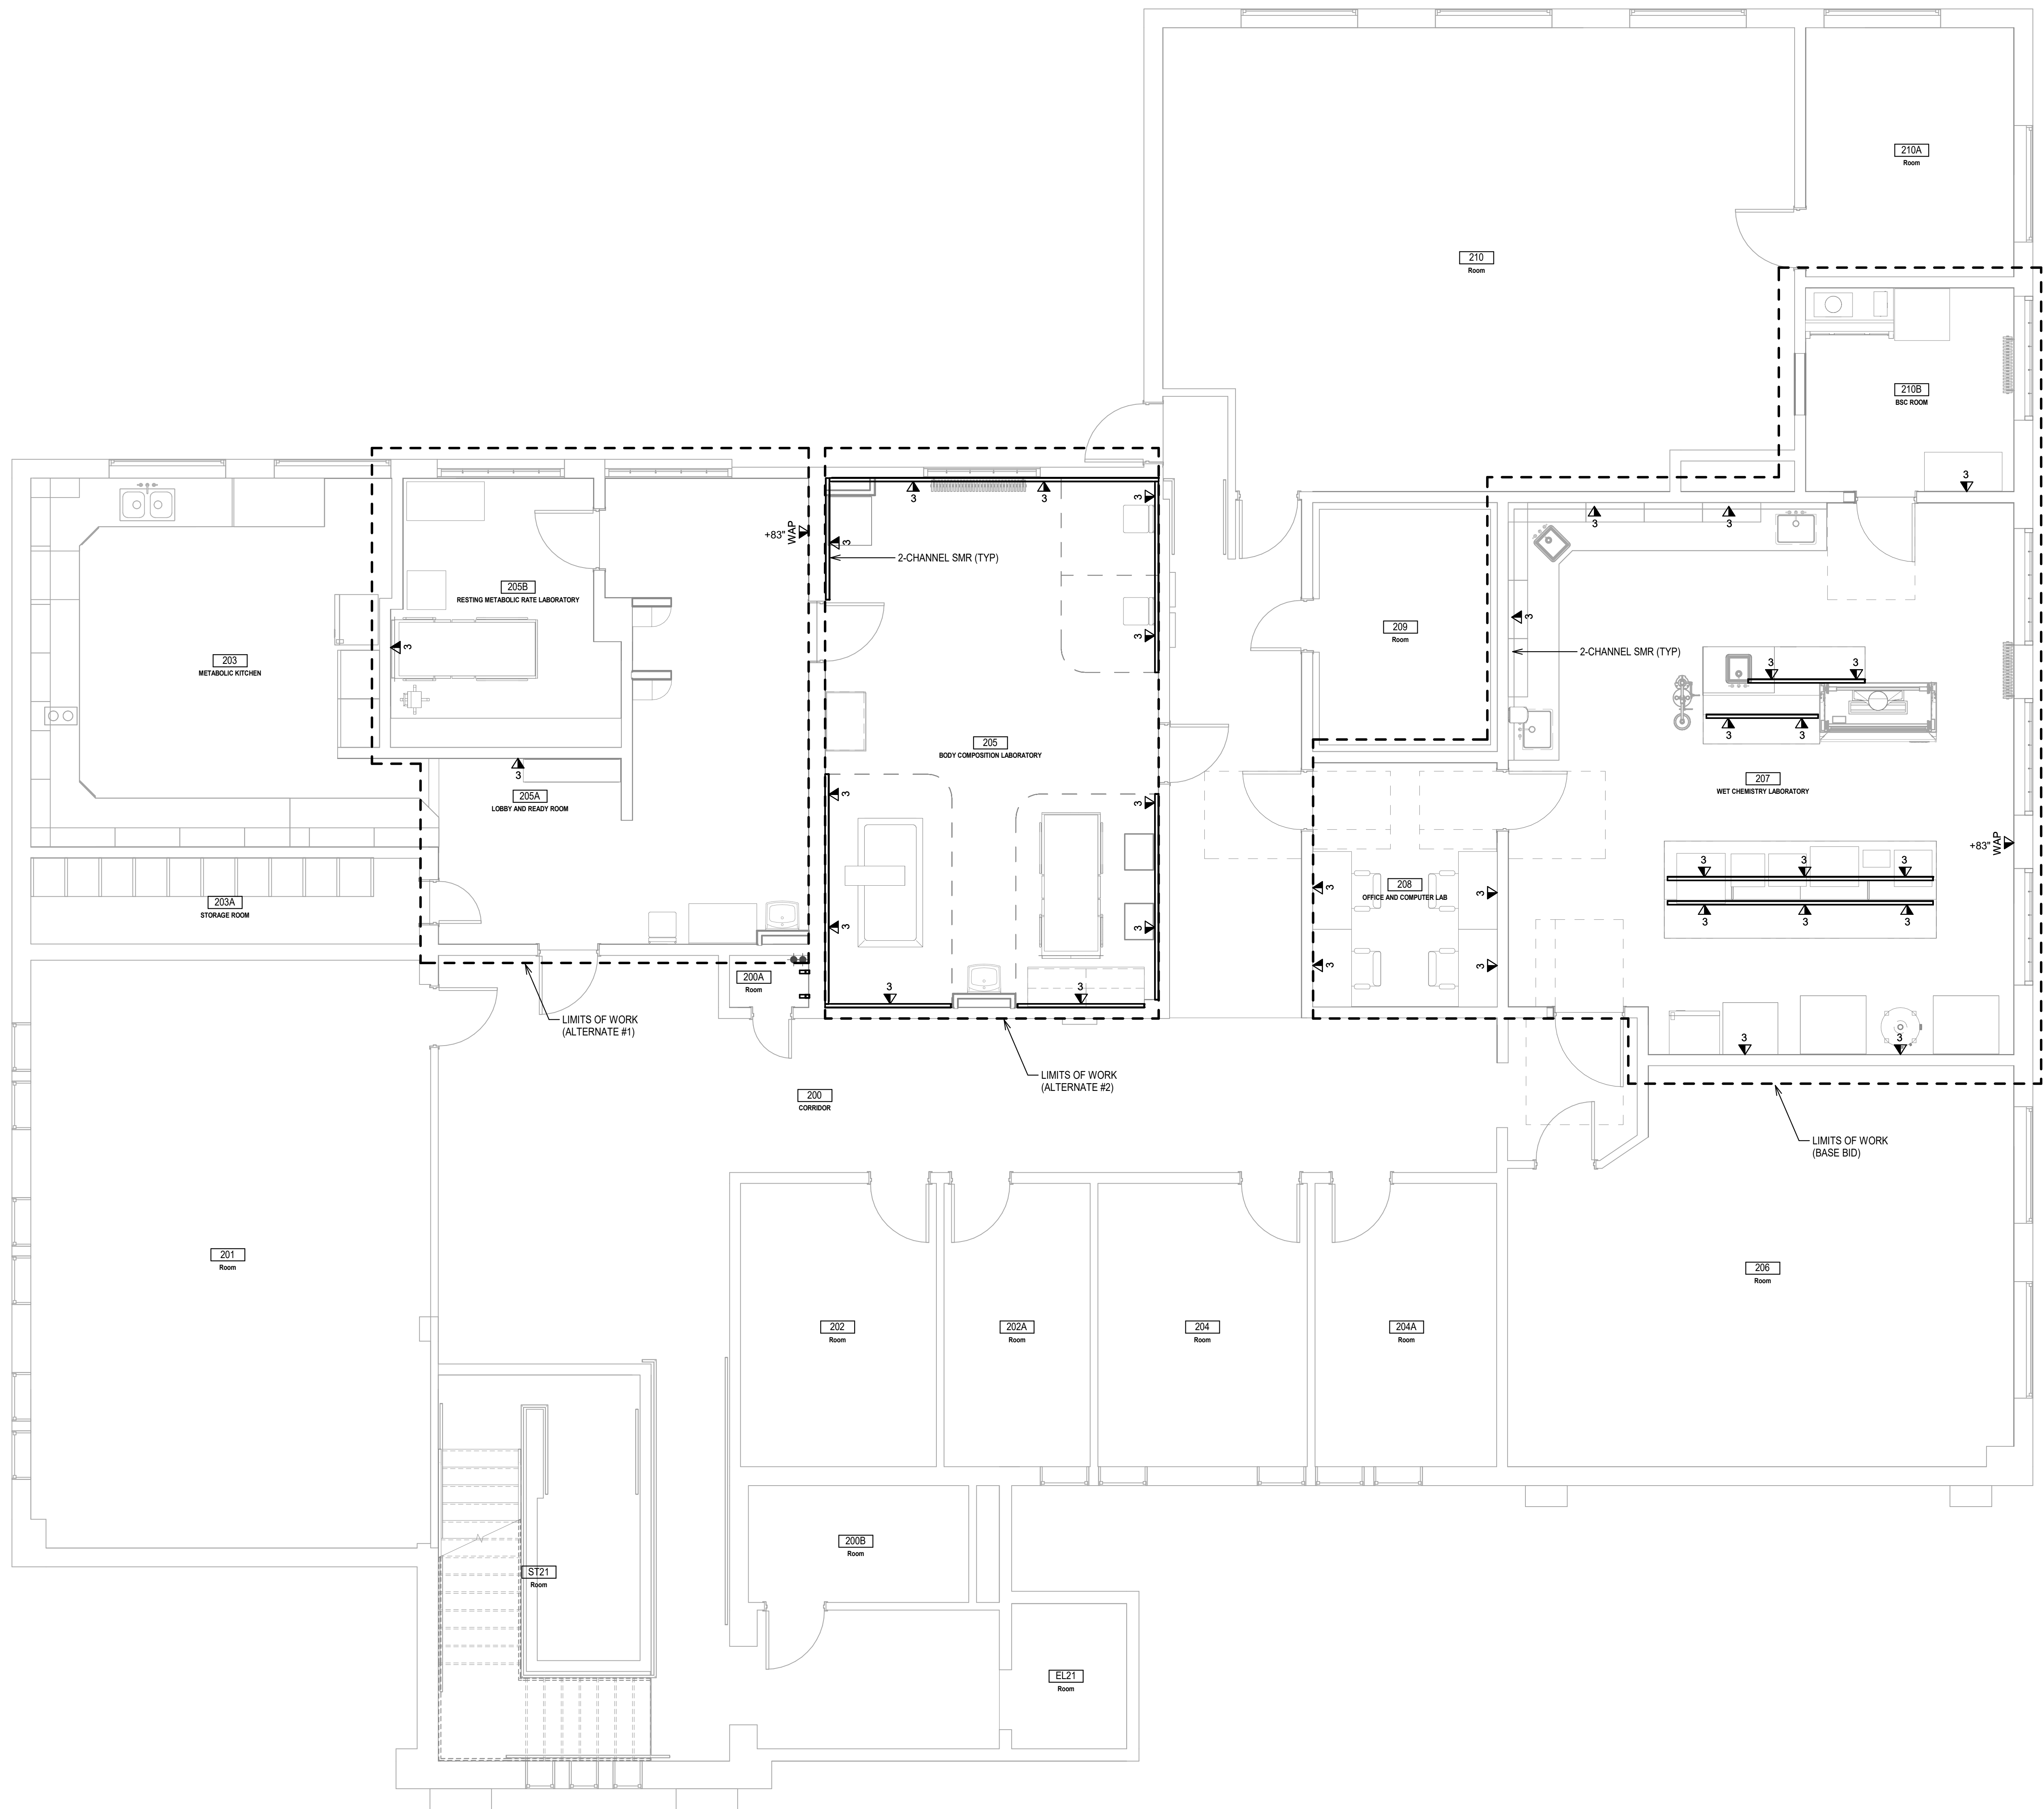 210A
Room
210
Room
210B
BSC ROOM
3
3
3
3
3
3
+83"
WAP
3
2-CHANNEL SMR (TYP)
205B
RESTING METABOLIC RATE LABORATORY
3
3
209
Room
3
2-CHANNEL SMR (TYP)
203
METABOLIC KITCHEN
3
3
3
3
205
BODY COMPOSITION LABORATORY
3
205A
LOBBY AND READY ROOM
207
WET CHEMISTRY LABORATORY
3
3
+83"
WAP
3
3
3
3
208
OFFICE AND COMPUTER LAB
3
203A
STORAGE ROOM
3
3
3
3
3
3
3
200A
Room
3
3
LIMITS OF WORK
(ALTERNATE #1)
3
3
LIMITS OF WORK
(ALTERNATE #2)
200
CORRIDOR
LIMITS OF WORK
(BASE BID)
201
Room
206
Room
202
Room
202A
Room
204
Room
204A
Room
200B
Room
ST21
Room
EL21
Room